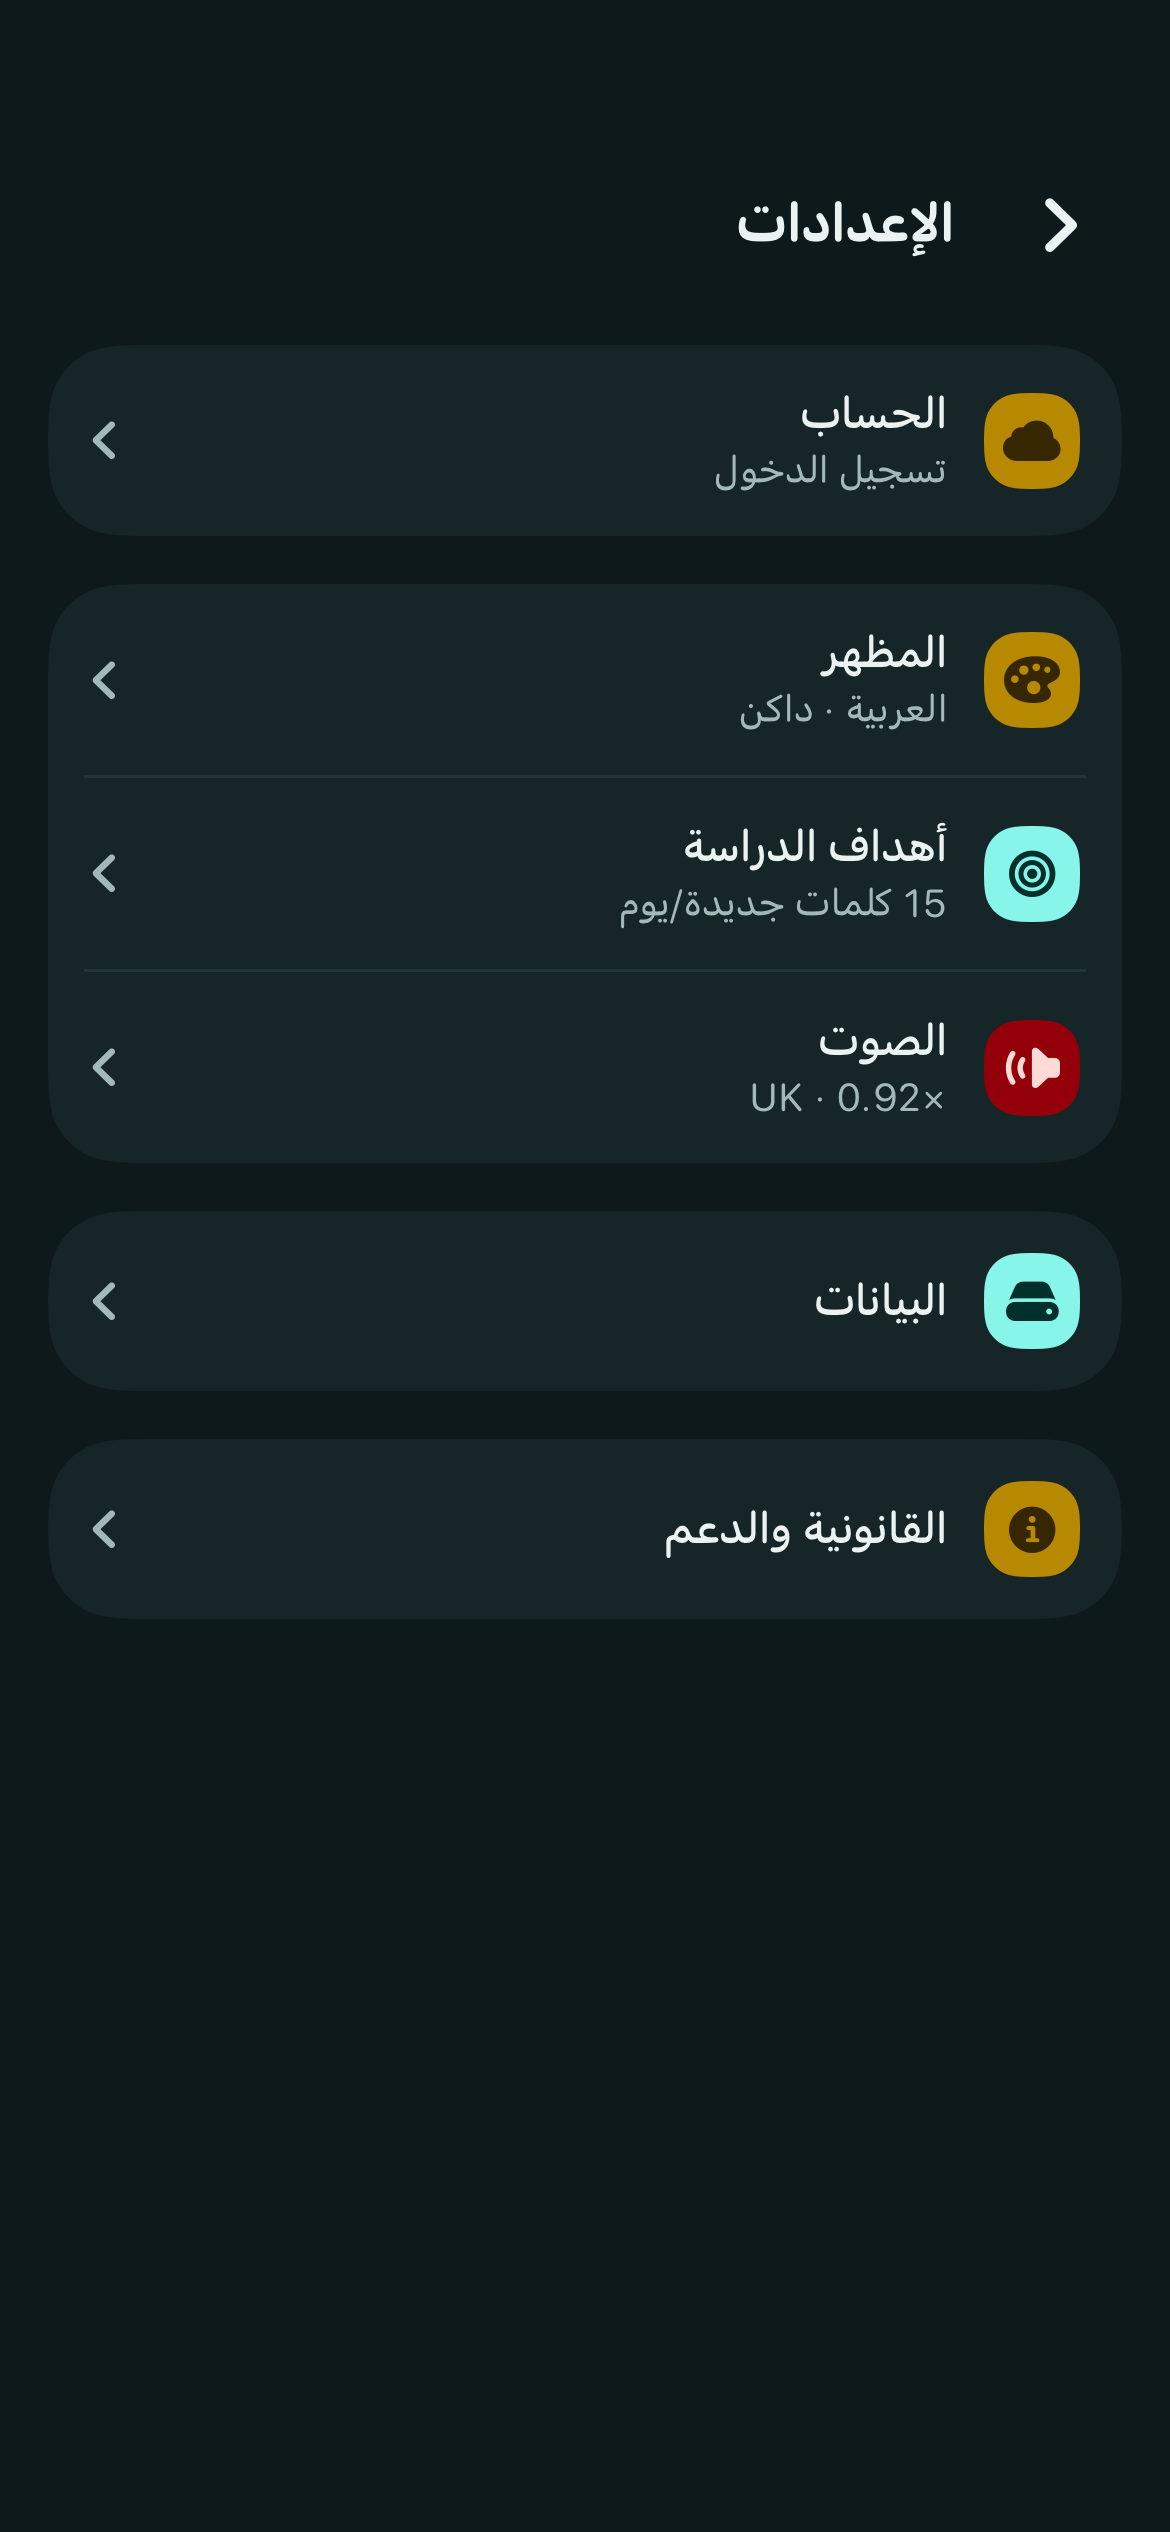 الإعدادات
الحساب
تسجيل الدخول
المظهر
العربية · داكن
أهداف الدراسة
15 كلمات جديدة/يوم
الصوت
UK · 0.92×
البيانات
القانونية والدعم